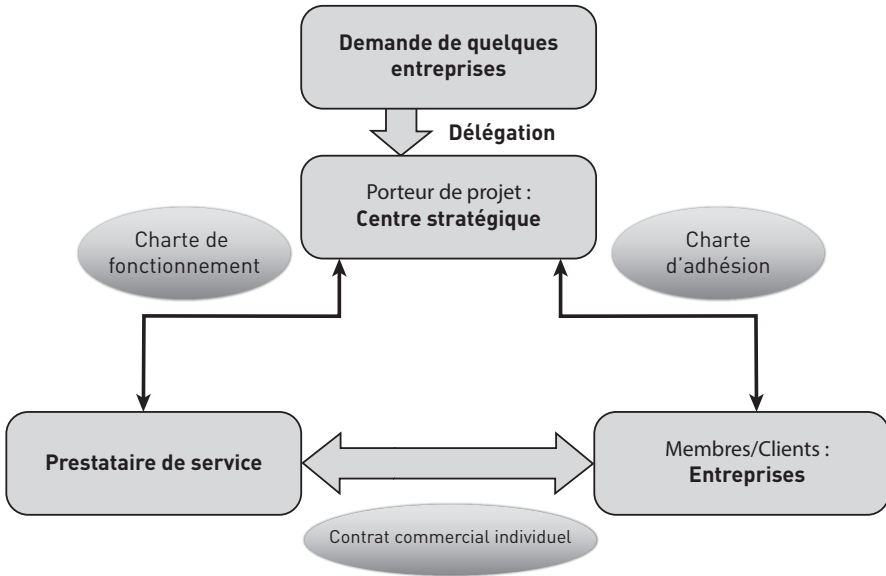 Demande de quelques
entreprises
Délégation
Porteur de projet :
Centre stratégique
Charte de
fonctionnement
Charte
d'adhésion
Prestataire de service
Membres/Clients :
Entreprises
Contrat commercial individuel